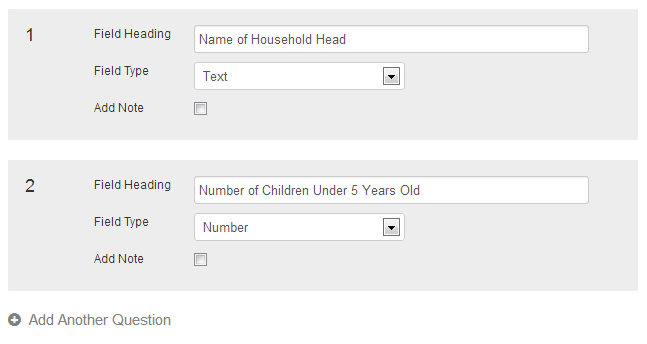 1 Field Heading Name of Household Head
Field Type Text
Add Note
2 Field Heading Number of Children Under 5 Years Old
Field Type Number
Add Note
Add Another Question